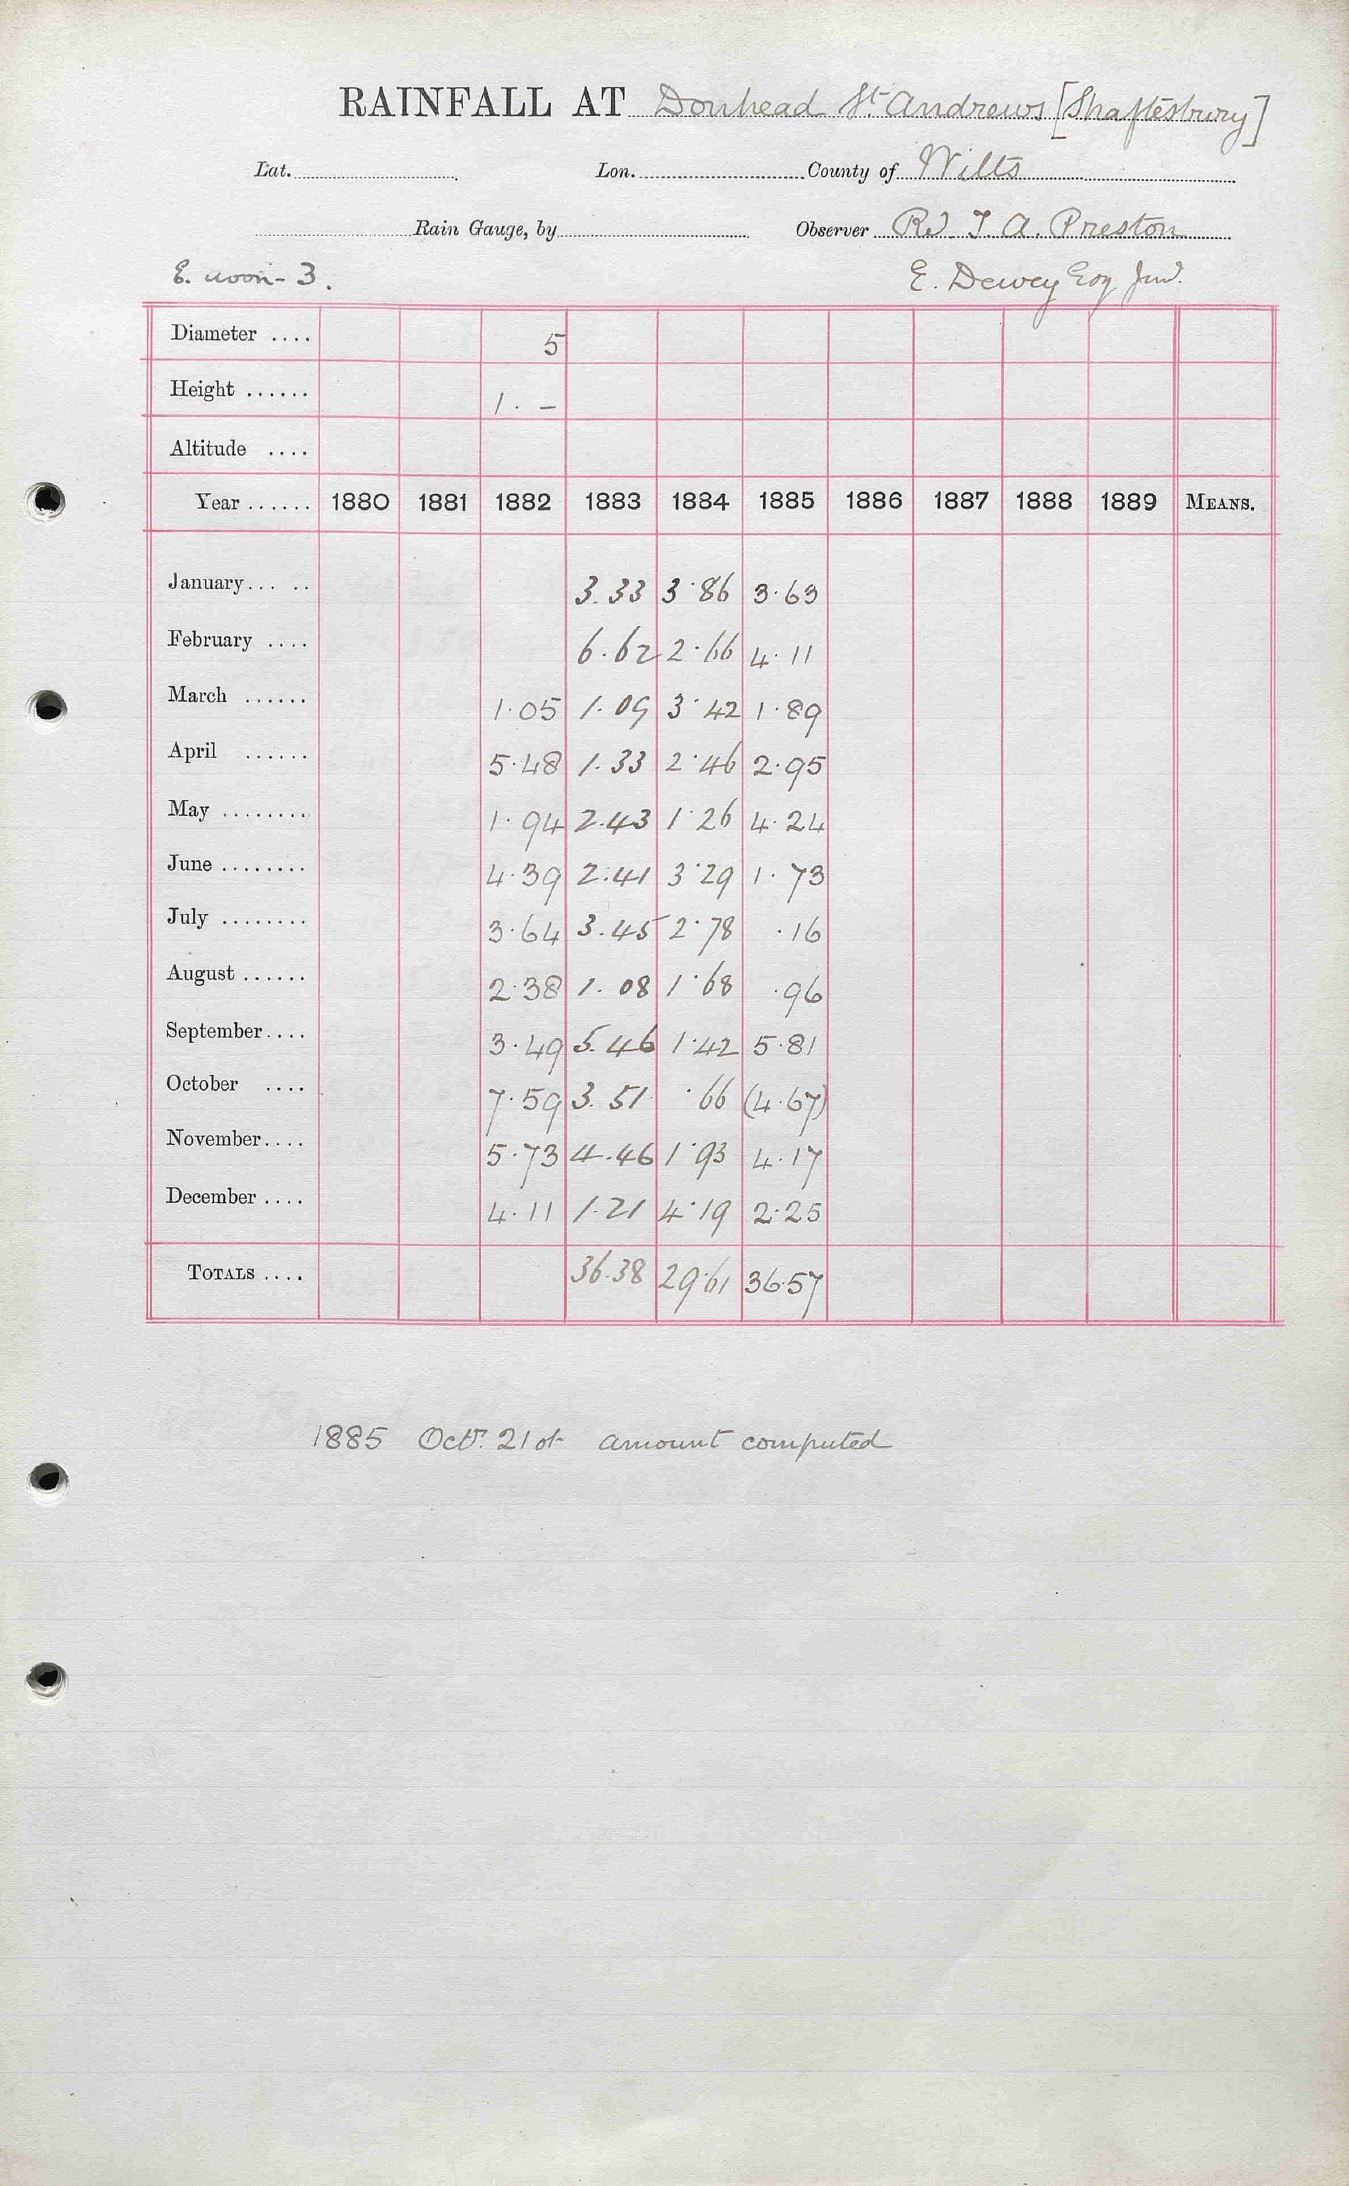 RAINFALL AT Donhead St Andrews [Shaftesbury]
Lat. Lon. County of Wilts
Rain Gauge, by Observer Rd. T. A. Preston
E. noon - 3. E. Dewey Esq Junr.
Diameter .... 5
Height ...... 1. -
Altitude ....
Year ...... 1880 1881 1882 1883 1884 1885 1886 1887 1888 1889 MEANS.
January... .. 3.33 3.86 3.63
February .... 6.62 2.66 4.11
March ...... 1.05 1.09 3.42 1.89
April ...... 5.48 1.33 2.46 2.95
May ........ 1.94 2.43 1.26 4.24
June ........ 4.39 2.41 3.29 1.73
July ........ 3.64 3.45 2.78 .16
August ...... 2.38 1.08 1.68 .96
September.... 3.49 5.46 1.42 5.81
October .... 7.59 3.51 .66 (4.67)
November.... 5.73 4.46 1.93 4.17
December .... 4.11 1.21 4.19 2.25
TOTALS .... 36.38 29.61 36.57
1885 Octr. 21st amount computed